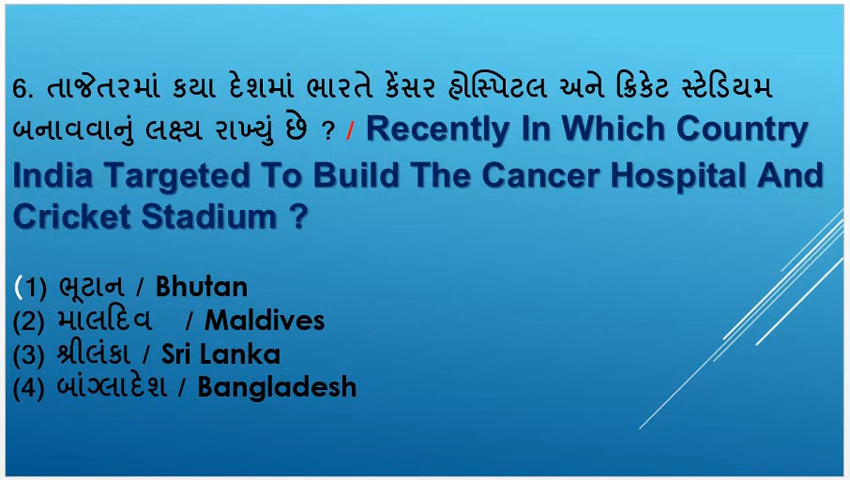 6. તાજેતરમાં કયા દેશમાં ભારતે કેંસર હોસ્પિટલ અને ક્રિકેટ સ્ટેડિયમ
બનાવવાનું લક્ષ્ય રાખ્યું છે ? / Recently In Which Country
India Targeted To Build The Cancer Hospital And
Cricket Stadium ?
(1) ભૂટાન / Bhutan
(2) માલદિવ / Maldives
(3) શ્રીલંકા / Sri Lanka
(4) બાંગ્લાદેશ / Bangladesh